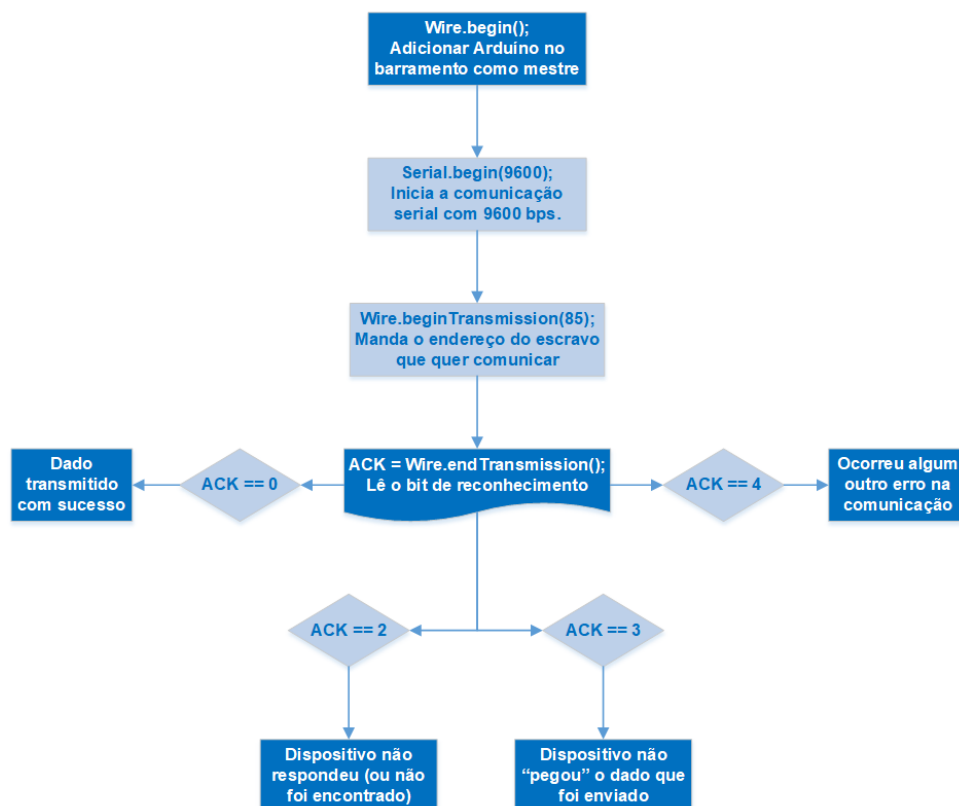 Wire.begin();
Adicionar Arduíno no
barramento como mestre
Serial.begin(9600);
Inicia a comunicação
serial com 9600 bps.
Wire.beginTransmission(85);
Manda o endereço do escravo
que quer comunicar
Dado
transmitido
com sucesso
ACK == 0
ACK = Wire.endTransmission();
Lê o bit de reconhecimento
ACK == 4
Ocorreu algum
outro erro na
comunicação
ACK == 2
ACK == 3
Dispositivo não
respondeu (ou não
foi encontrado)
Dispositivo não
“pegou” o dado que
foi enviado